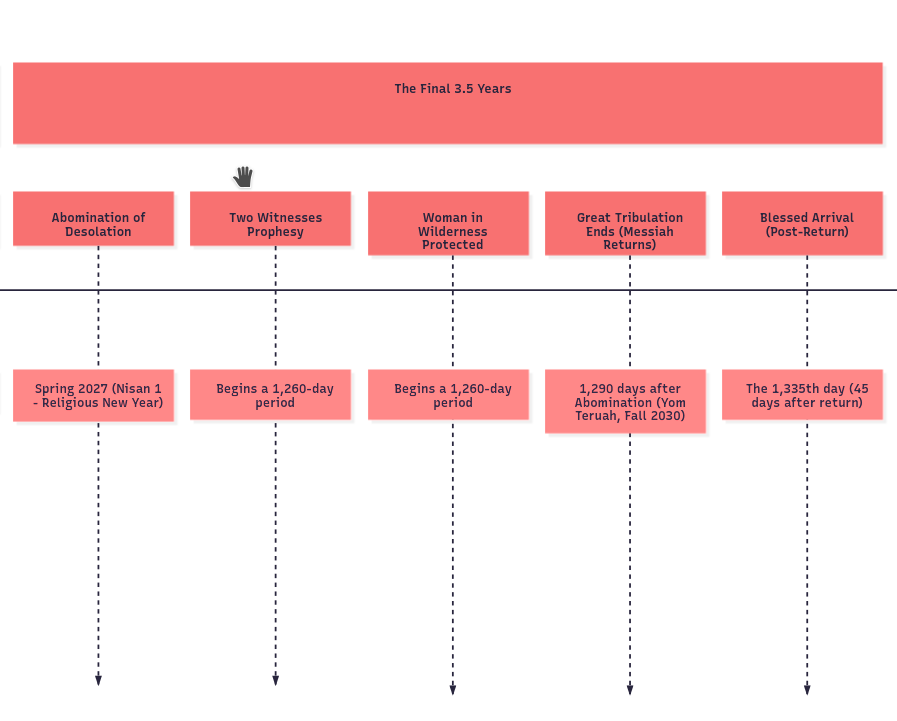 The Final 3.5 Years
Abomination of
Desolation
Two Witnesses
Prophesy
Woman in
Wilderness
Protected
Great Tribulation
Ends (Messiah
Returns)
Blessed Arrival
(Post-Return)
Spring 2027 (Nisan 1
- Religious New Year)
Begins a 1,260-day
period
Begins a 1,260-day
period
1,290 days after
Abomination (Yom
Teruah, Fall 2030)
The 1,335th day (45
days after return)